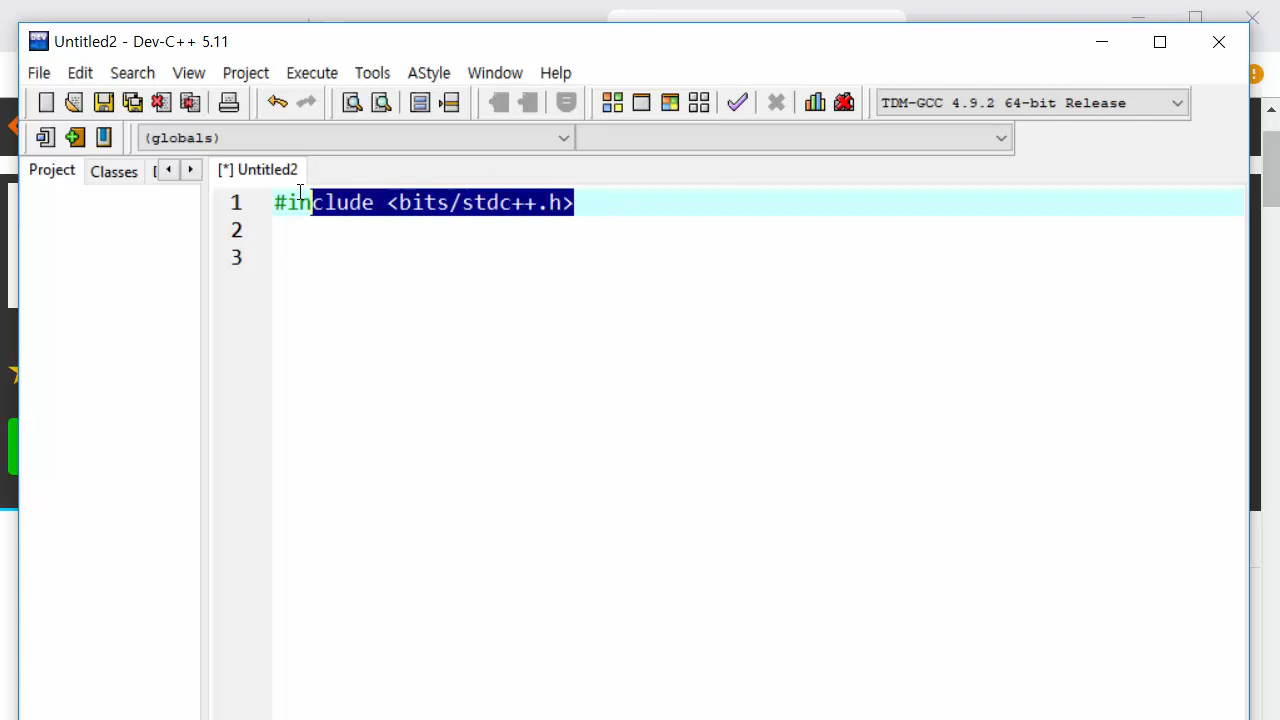 Untitled2 - Dev-C++ 5.11
File Edit Search View Project Execute Tools AStyle Window Help
TDM-GCC 4.9.2 64-bit Release
(globals)
Project Classes [*] Untitled2
1 #include <bits/stdc++.h>
2
3